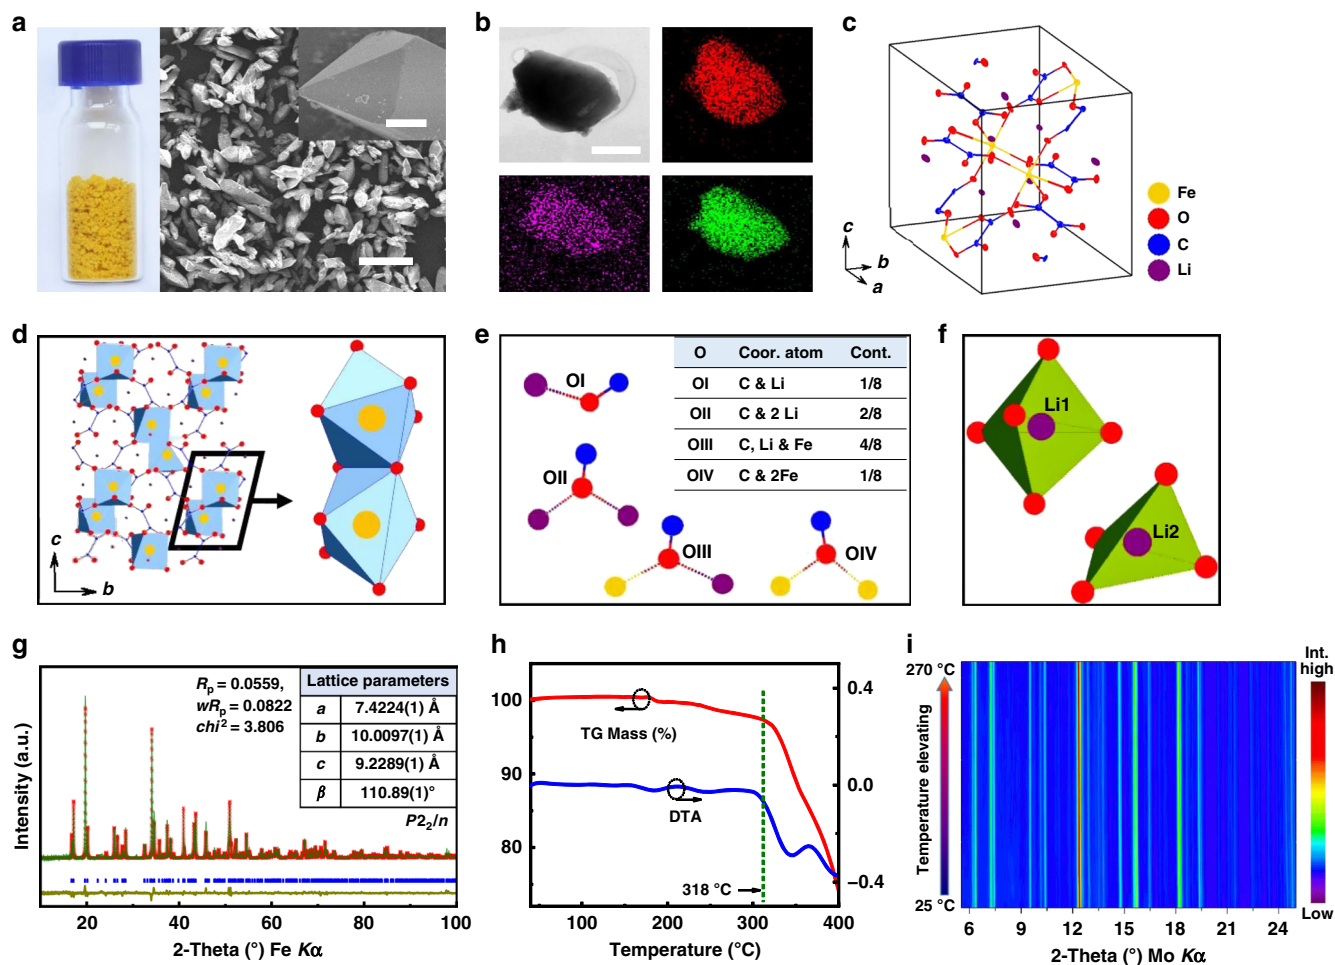 a
b
c
Fe
O
C
Li
c
b
a
d
c
b
e
OI
OII
OIII
OIV
O Coor. atom Cont.
OI C & Li 1/8
OII C & 2 Li 2/8
OIII C, Li & Fe 4/8
OIV C & 2Fe 1/8
f
Li1
Li2
g
Intensity (a.u.)
Rp = 0.0559,
wRp = 0.0822
chi² = 3.806
Lattice parameters
a 7.4224(1) Å
b 10.0097(1) Å
c 9.2289(1) Å
β 110.89(1)°
P2₂/n
20 40 60 80 100
2-Theta (°) Fe Kα
h
100
90
80
0.4
0.0
−0.4
TG Mass (%)
DTA
318 °C
100 200 300 400
Temperature (°C)
i
270 °C
Temperature elevating
25 °C
Int.
high
Low
6 9 12 15 18 21 24
2-Theta (°) Mo Kα